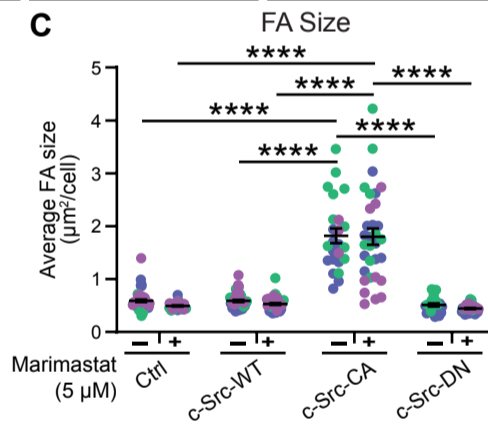 C
FA Size
****
****
****
****
****
****
Average FA size
(µm²/cell)
5
4
3
2
1
0
Marimastat
(5 µM)
− + − + − + − +
Ctrl
c-Src-WT
c-Src-CA
c-Src-DN